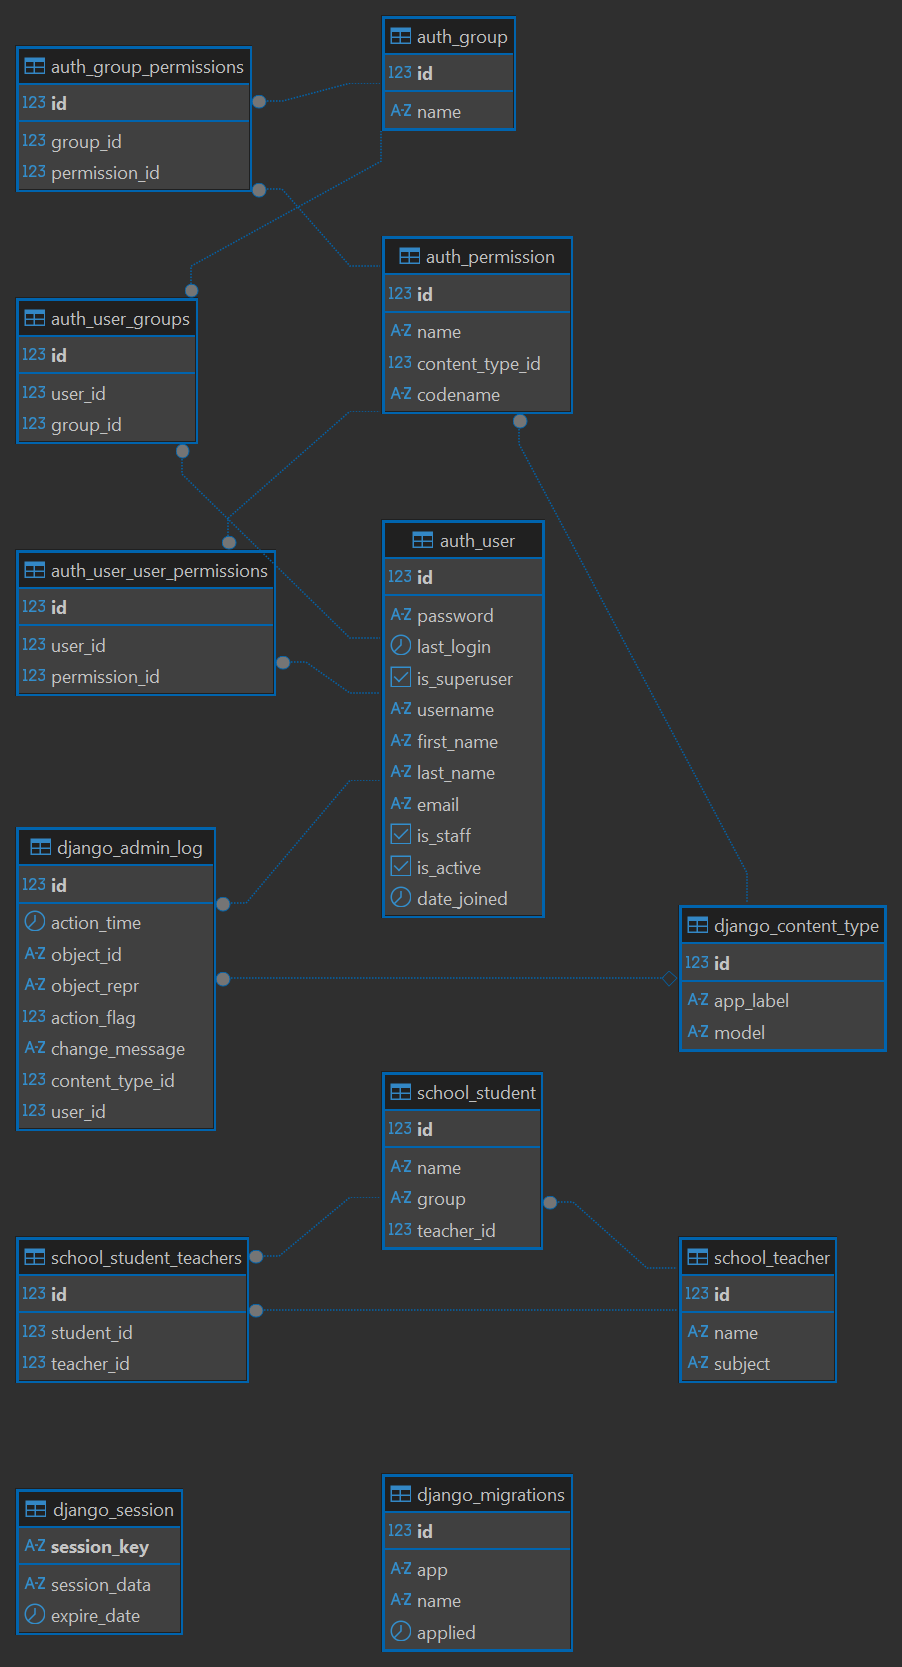 auth_group
123 id
A-Z name
auth_group_permissions
123 id
123 group_id
123 permission_id
auth_permission
123 id
A-Z name
123 content_type_id
A-Z codename
auth_user_groups
123 id
123 user_id
123 group_id
auth_user
123 id
A-Z password
last_login
is_superuser
A-Z username
A-Z first_name
A-Z last_name
A-Z email
is_staff
is_active
date_joined
auth_user_user_permissions
123 id
123 user_id
123 permission_id
django_admin_log
123 id
action_time
A-Z object_id
A-Z object_repr
123 action_flag
A-Z change_message
123 content_type_id
123 user_id
django_content_type
123 id
A-Z app_label
A-Z model
school_student
123 id
A-Z name
A-Z group
123 teacher_id
school_student_teachers
123 id
123 student_id
123 teacher_id
school_teacher
123 id
A-Z name
A-Z subject
django_session
A-Z session_key
A-Z session_data
expire_date
django_migrations
123 id
A-Z app
A-Z name
applied